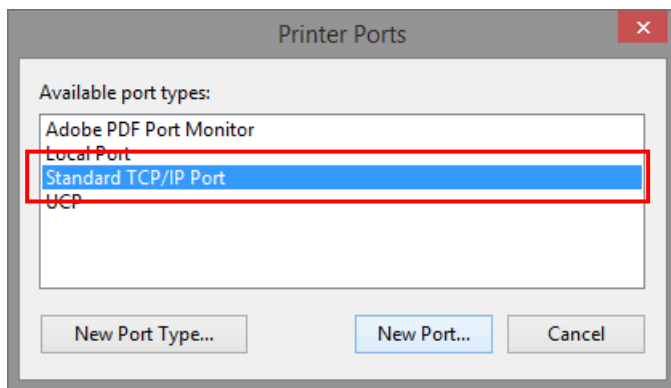 Printer Ports
Available port types:
Adobe PDF Port Monitor
Local Port
Standard TCP/IP Port
UCP
New Port Type...
New Port...
Cancel